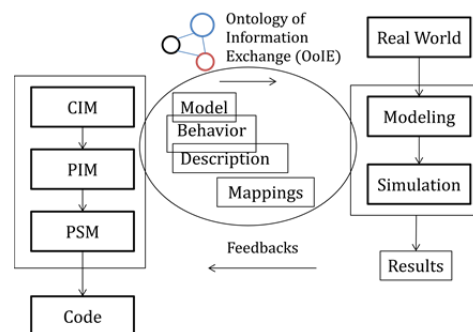 Ontology of
Information
Exchange (OoIE)
Real World
CIM
Model
Modeling
Behavior
PIM
Description
Mappings
Simulation
PSM
Feedbacks
Results
Code